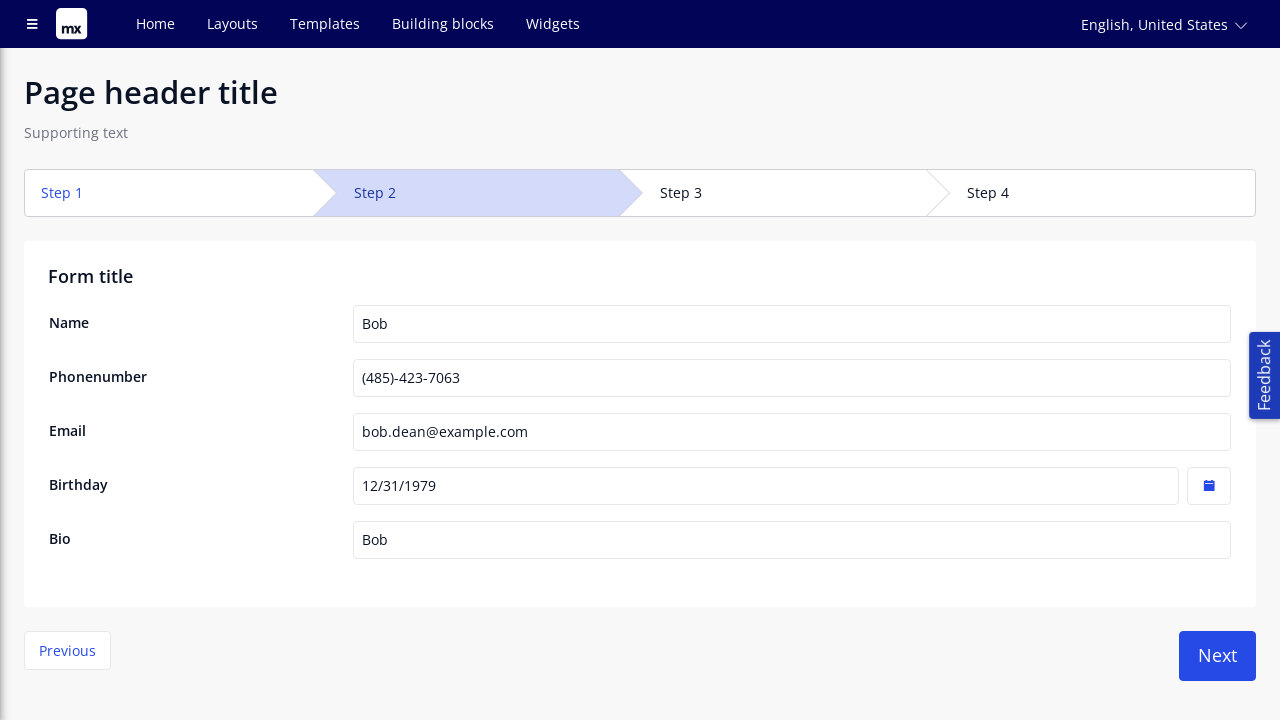 mx
Home
Layouts
Templates
Building blocks
Widgets
English, United States
Page header title
Supporting text
Step 1
Step 2
Step 3
Step 4
Form title
Name
Bob
Phonenumber
(485)-423-7063
Email
bob.dean@example.com
Birthday
12/31/1979
Bio
Bob
Feedback
Previous
Next